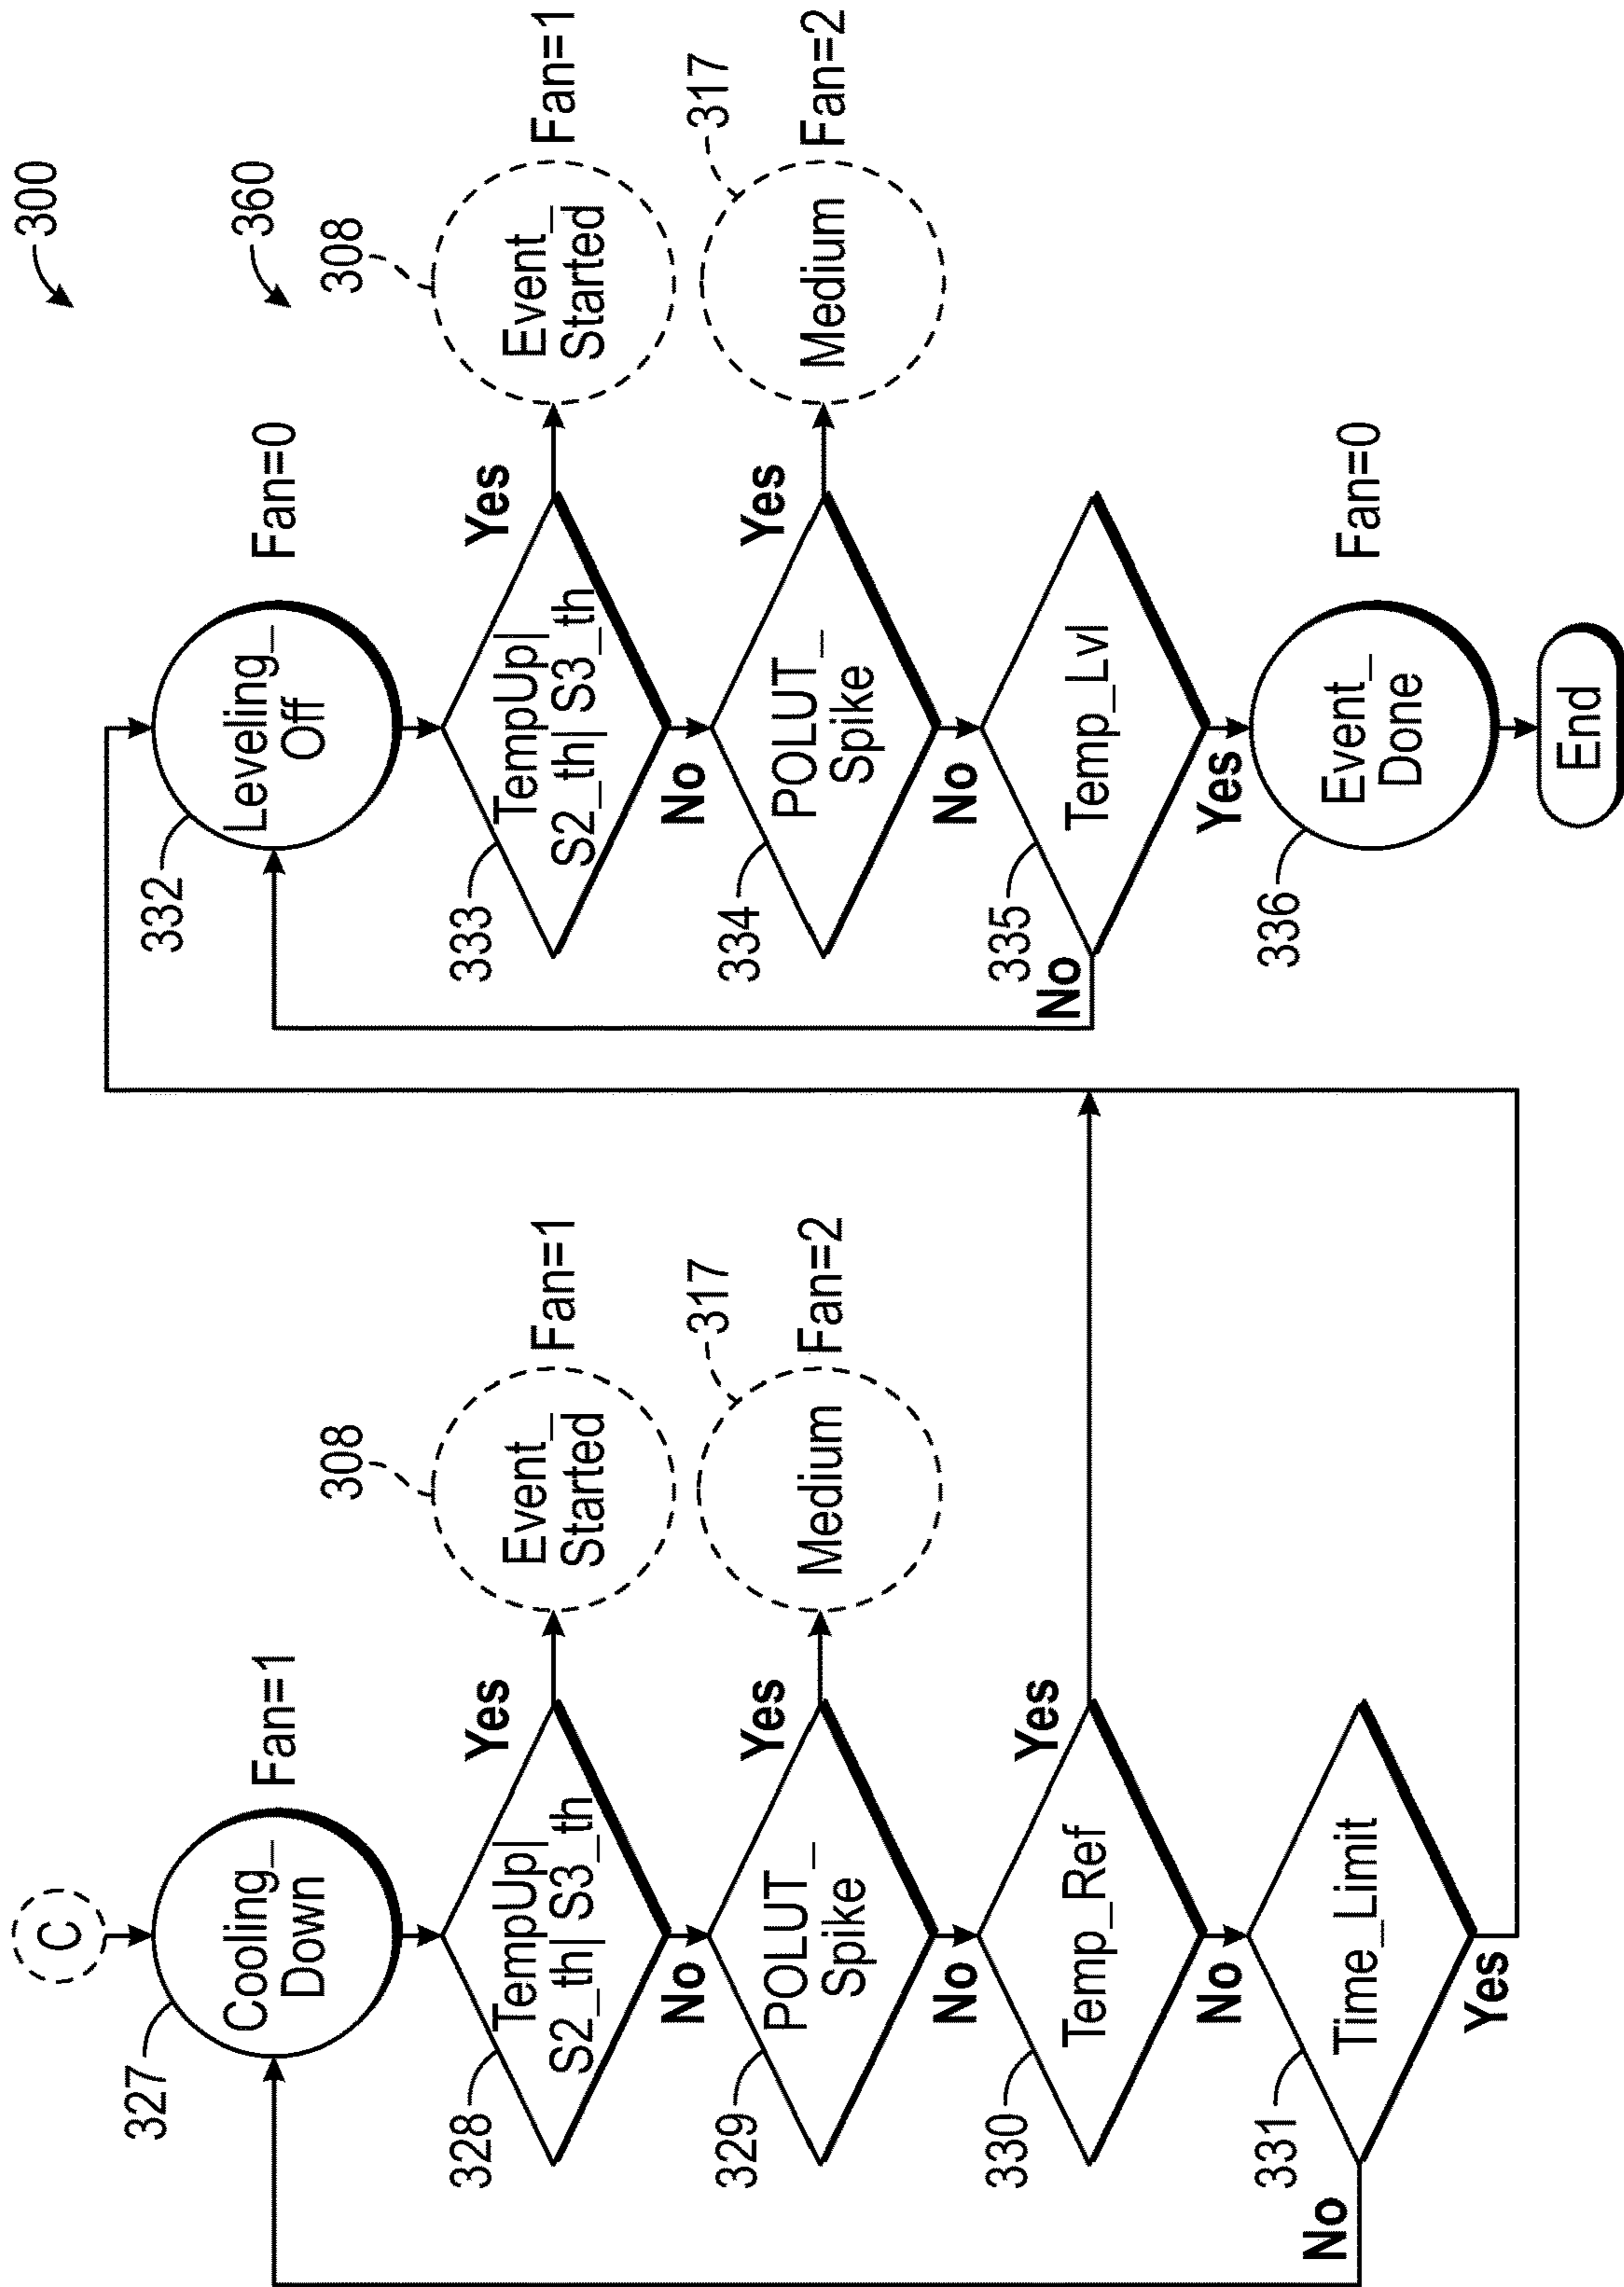 300
360
C
327
Cooling_
Down
Fan=1
328
TempUp|
S2_th| S3_th
Yes
308
Event_
Started
Fan=1
No
329
POLUT_
Spike
Yes
317
Medium
Fan=2
No
330
Temp_Ref
Yes
No
331
Time_Limit
No
Yes
332
Leveling_
Off
Fan=0
333
TempUp|
S2_th| S3_th
Yes
308
Event_
Started
Fan=1
No
334
POLUT_
Spike
Yes
317
Medium
Fan=2
No
335
Temp_Lvl
No
Yes
336
Event_
Done
Fan=0
End